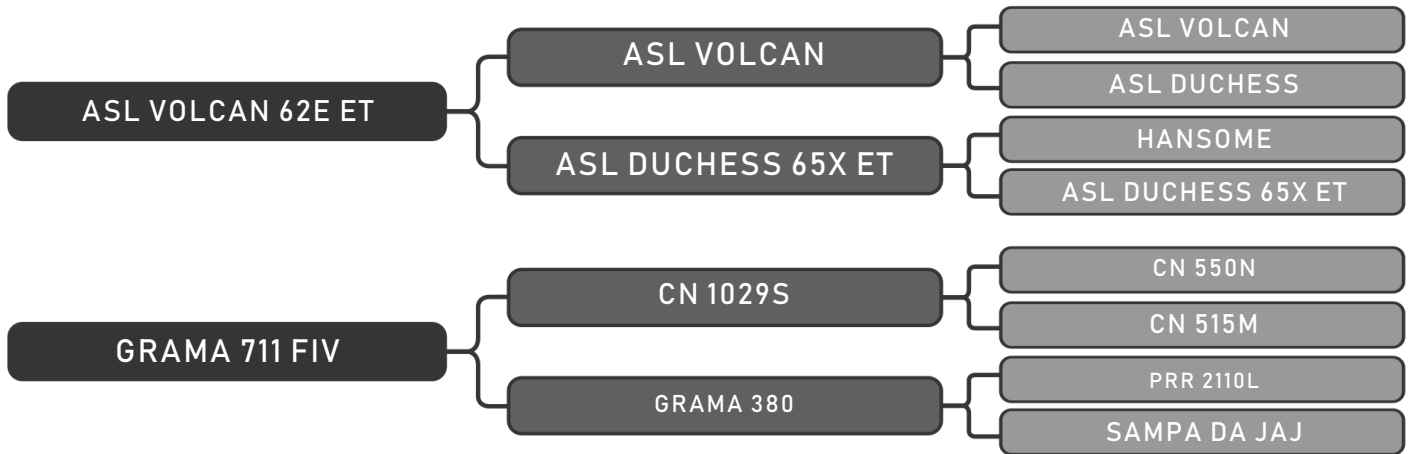 ASL VOLCAN 62E ET
ASL VOLCAN
ASL DUCHESS 65X ET
ASL VOLCAN
ASL DUCHESS
HANSOME
ASL DUCHESS 65X ET
GRAMA 711 FIV
CN 1029S
GRAMA 380
CN 550N
CN 515M
PRR 2110L
SAMPA DA JAJ